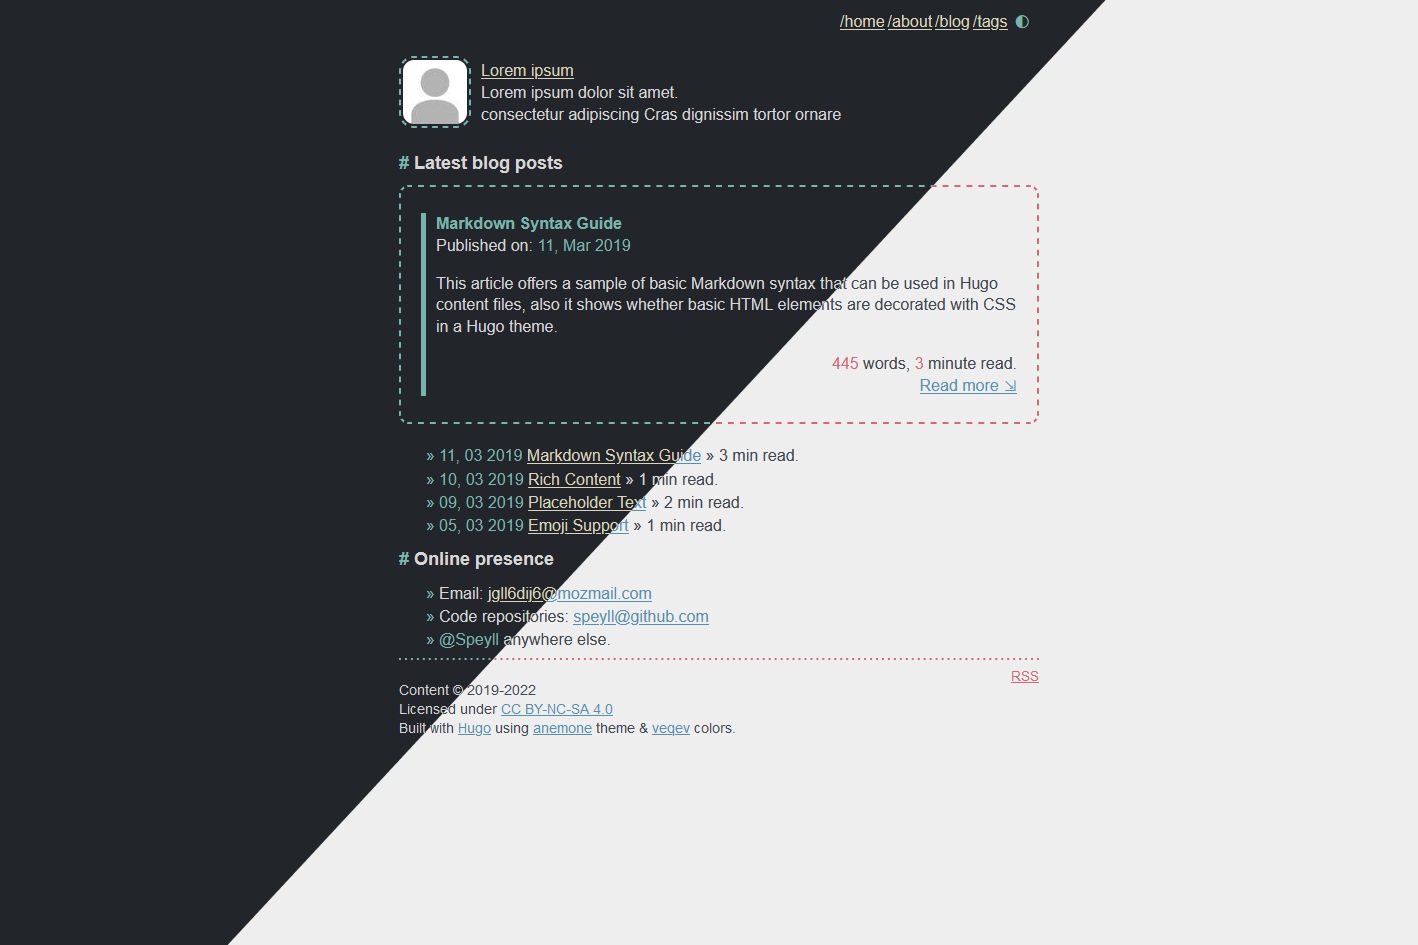 /home /about /blog /tags
Lorem ipsum
Lorem ipsum dolor sit amet.
consectetur adipiscing Cras dignissim tortor ornare
# Latest blog posts
Markdown Syntax Guide
Published on: 11, Mar 2019
This article offers a sample of basic Markdown syntax that can be used in Hugo
content files, also it shows whether basic HTML elements are decorated with CSS
in a Hugo theme.
445 words, 3 minute read.
Read more ⇲
» 11, 03 2019 Markdown Syntax Guide » 3 min read.
» 10, 03 2019 Rich Content » 1 min read.
» 09, 03 2019 Placeholder Text » 2 min read.
» 05, 03 2019 Emoji Support » 1 min read.
# Online presence
» Email: jgll6dij6@mozmail.com
» Code repositories: speyll@github.com
» @Speyll anywhere else.
RSS
Content © 2019-2022
Licensed under CC BY-NC-SA 4.0
Built with Hugo using anemone theme & veqev colors.